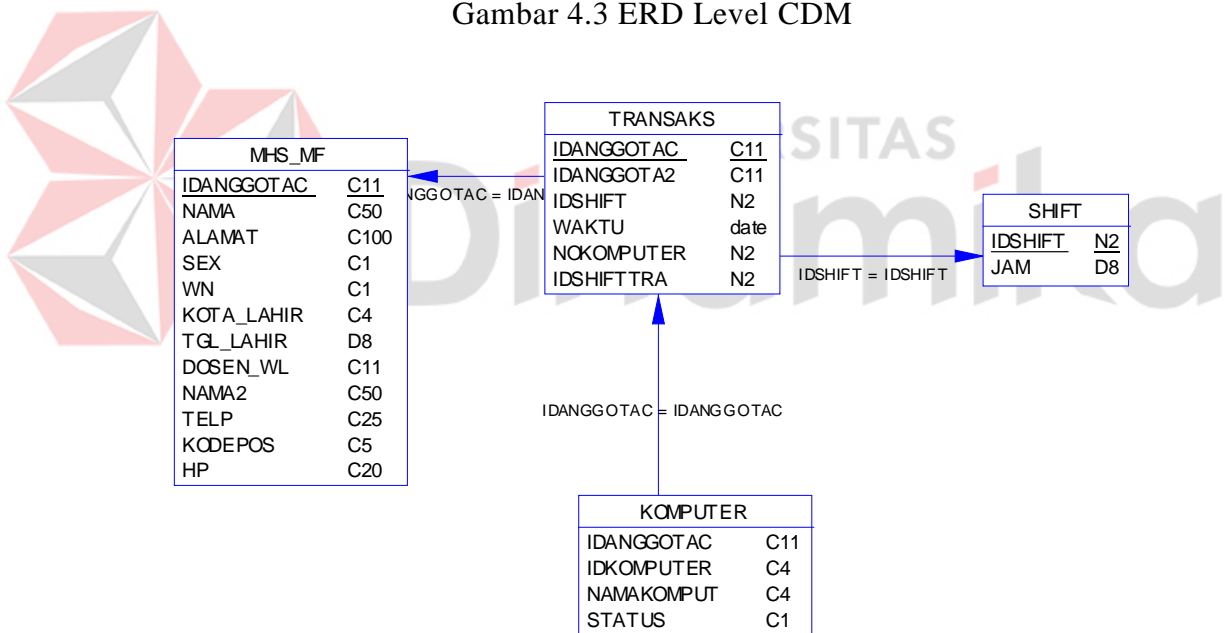 Gambar 4.3 ERD Level CDM
RSITAS
Dinamika
MHS_MF
IDANGGOTAC C11
NAMA C50
ALAMAT C100
SEX C1
WN C1
KOTA_LAHIR C4
TGL_LAHIR D8
DOSEN_WL C11
NAMA2 C50
TELP C25
KODEPOS C5
HP C20
NGGOTAC = IDAN
TRANSAKS
IDANGGOTAC C11
IDANGGOTA2 C11
IDSHIFT N2
WAKTU date
NOKOMPUTER N2
IDSHIFTTRA N2
IDSHIFT = IDSHIFT
SHIFT
IDSHIFT N2
JAM D8
IDANGGOTAC = IDANGGOTAC
KOMPUTER
IDANGGOTAC C11
IDKOMPUTER C4
NAMAKOMPUT C4
STATUS C1